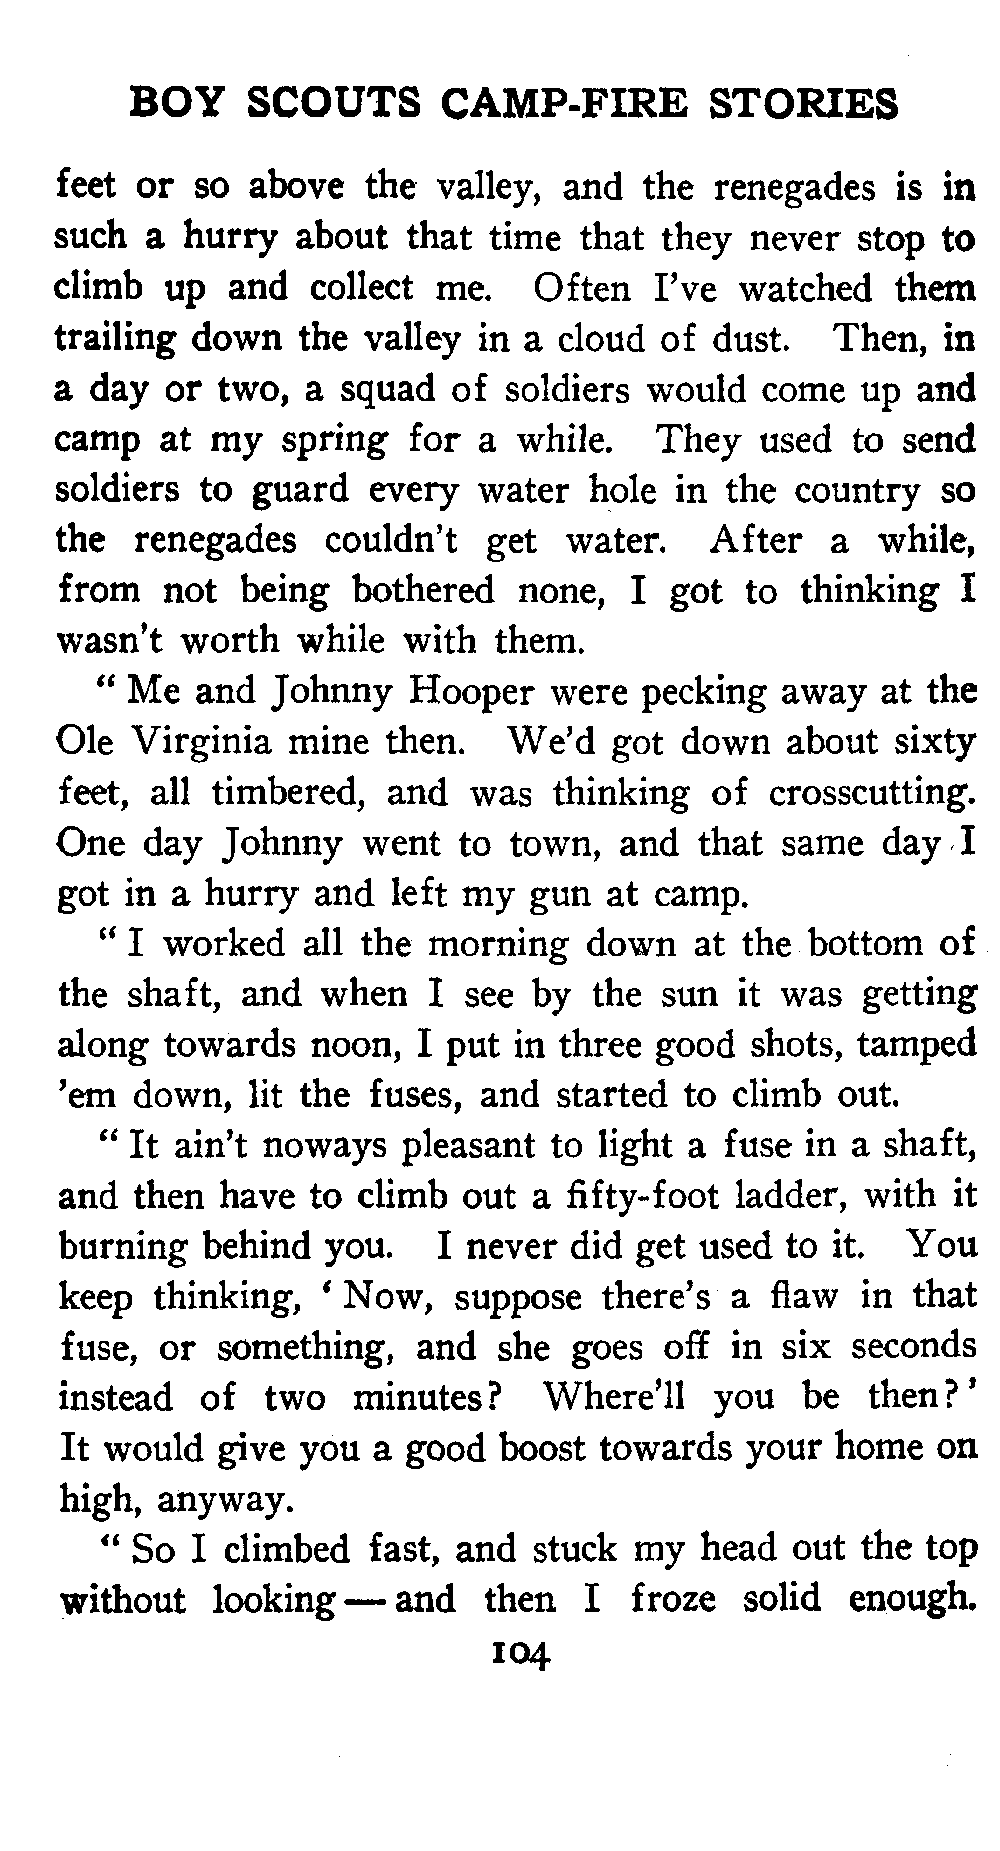 BOY SCOUTS CAMP-FIRE STORIES
feet or so above the valley, and the renegades is in
such a hurry about that time that they never stop to
climb up and collect me. Often I've watched them
trailing down the valley in a cloud of dust. Then, in
a day or two, a squad of soldiers would come up and
camp at my spring for a while. They used to send
soldiers to guard every water hole in the country so
the renegades couldn't get water. After a while,
from not being bothered none, I got to thinking I
wasn't worth while with them.
“ Me and Johnny Hooper were pecking away at the
Ole Virginia mine then. We'd got down about sixty
feet, all timbered, and was thinking of crosscutting.
One day Johnny went to town, and that same day I
got in a hurry and left my gun at camp.
“ I worked all the morning down at the bottom of
the shaft, and when I see by the sun it was getting
along towards noon, I put in three good shots, tamped
'em down, lit the fuses, and started to climb out.
“ It ain't noways pleasant to light a fuse in a shaft,
and then have to climb out a fifty-foot ladder, with it
burning behind you. I never did get used to it. You
keep thinking, ‘ Now, suppose there's a flaw in that
fuse, or something, and she goes off in six seconds
instead of two minutes? Where'll you be then?’
It would give you a good boost towards your home on
high, anyway.
“ So I climbed fast, and stuck my head out the top
without looking — and then I froze solid enough.
104